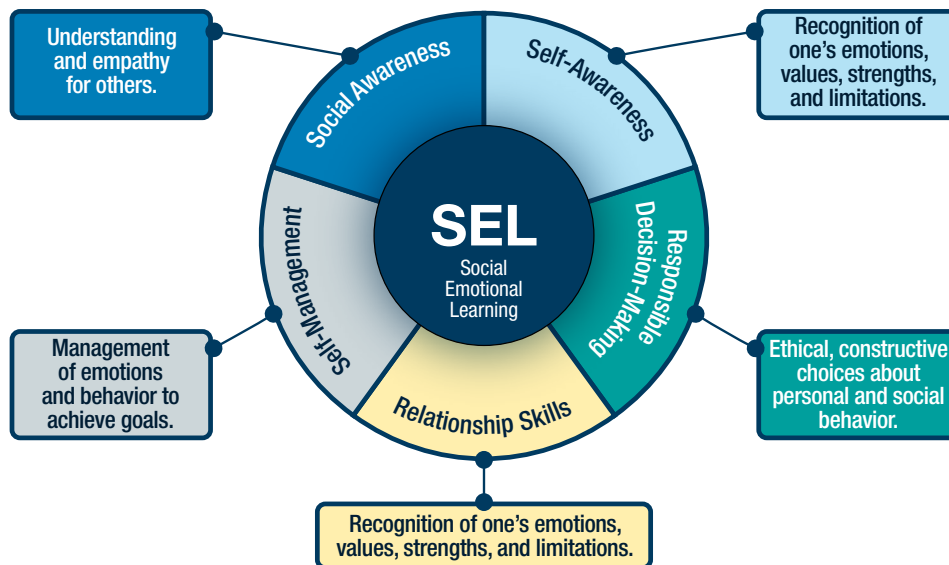 Understanding
and empathy
for others.
Social Awareness
Self-Awareness
Recognition of
one’s emotions,
values, strengths,
and limitations.
SEL
Social
Emotional
Learning
Self-Management
Responsible
Decision-Making
Management
of emotions
and behavior to
achieve goals.
Ethical, constructive
choices about
personal and social
behavior.
Relationship Skills
Recognition of one’s emotions,
values, strengths, and limitations.